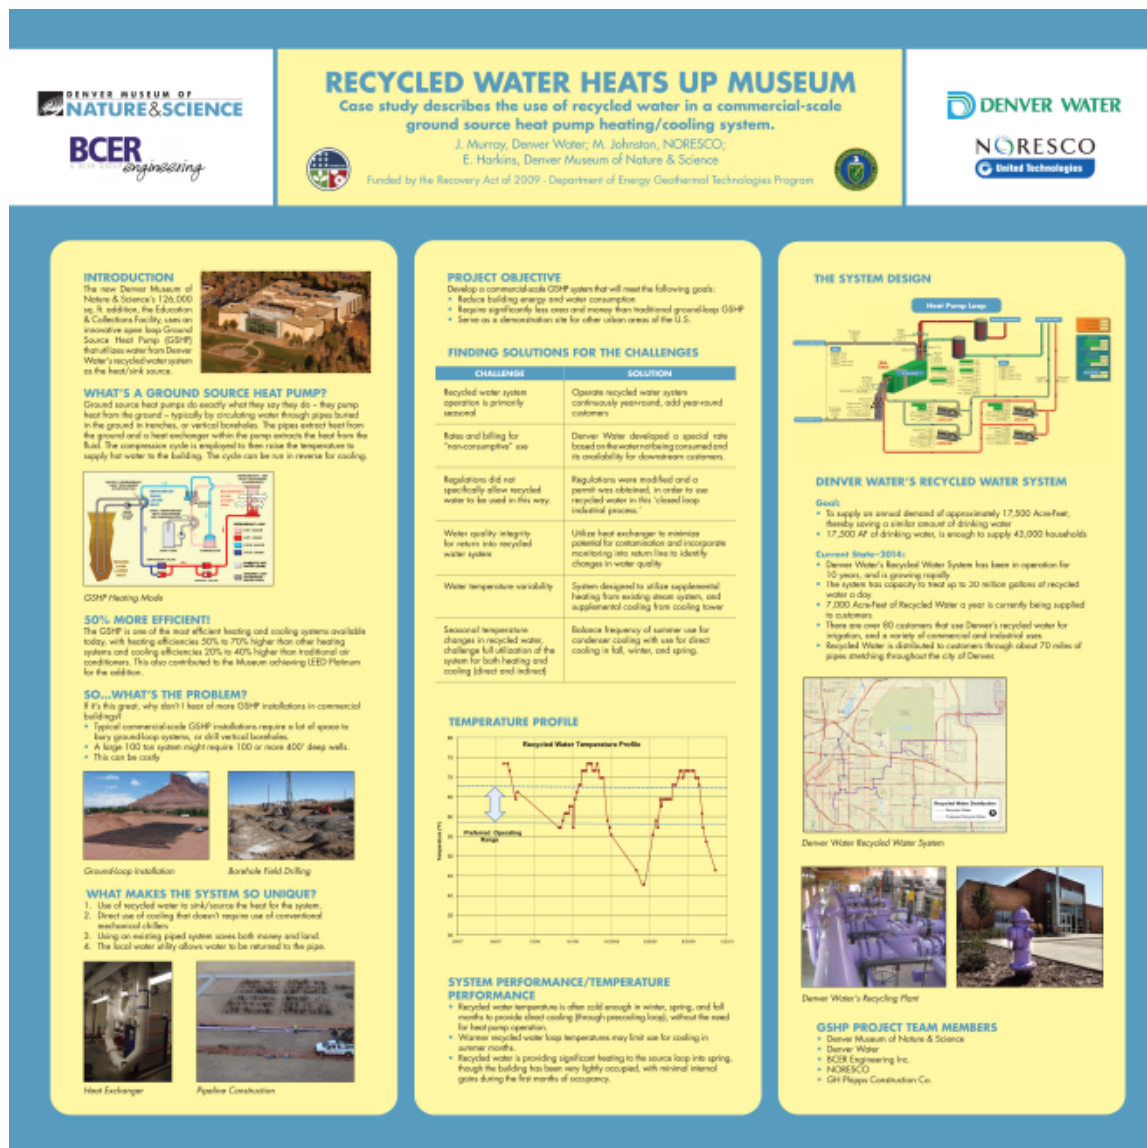 DENVER MUSEUM OF
NATURE&SCIENCE
BCER
engineering
RECYCLED WATER HEATS UP MUSEUM
Case study describes the use of recycled water in a commercial-scale
ground source heat pump heating/cooling system.
J. Murray, Denver Water; M. Johnston, NORESCO;
E. Harkins, Denver Museum of Nature & Science
Funded by the Recovery Act of 2009 - Department of Energy Geothermal Technologies Program
DENVER WATER
NORESCO
United Technologies
INTRODUCTION
The new Denver Museum of
Nature & Science's 126,000
sq. ft. addition, the Education
& Collections Facility, uses an
innovative open loop Ground
Source Heat Pump (GSHP)
that utilizes water from Denver
Water's recycled water system
as the heat/sink source.
WHAT'S A GROUND SOURCE HEAT PUMP?
Ground source heat pumps do exactly what they say they do – they pump
heat from the ground – typically by circulating water through pipes buried
in the ground in trenches, or vertical boreholes. The pipes extract heat from
the ground and a heat exchanger within the pump extracts the heat from the
fluid. The compression cycle is employed to then raise the temperature to
supply hot water to the building. The cycle can be run in reverse for cooling.
GSHP Heating Mode
50% MORE EFFICIENT!
The GSHP is one of the most efficient heating and cooling systems available
today, with heating efficiencies 50% to 70% higher than other heating
systems and cooling efficiencies 20% to 40% higher than traditional air
conditioners. This also contributed to the Museum achieving LEED Platinum
for the addition.
SO...WHAT'S THE PROBLEM?
If it's this great, why don't I hear of more GSHP installations in commercial
buildings?
• Typical commercial-scale GSHP installations require a lot of space to
bury ground-loop systems, or drill vertical boreholes.
• A large 100 ton system might require 100 or more 400' deep wells.
• This can be costly
Ground-Loop Installation
Borehole Field Drilling
WHAT MAKES THE SYSTEM SO UNIQUE?
1. Use of recycled water to sink/source the heat for the system.
2. Direct use of cooling that doesn't require use of conventional
mechanical chillers
3. Using an existing piped system saves both money and land.
4. The local water utility allows water to be returned to the pipe.
Heat Exchanger
Pipeline Construction
PROJECT OBJECTIVE
Develop a commercial-scale GSHP system that will meet the following goals:
• Reduce building energy and water consumption
• Require significantly less area and money than traditional ground-loop GSHP
• Serve as a demonstration site for other urban areas of the U.S.
FINDING SOLUTIONS FOR THE CHALLENGES
CHALLENGE SOLUTION
Recycled water system
operation is primarily
seasonal
Operate recycled water system
continuously year-round, add year-round
customers
Rates and billing for
"non-consumptive" use
Denver Water developed a special rate
based on the water not being consumed and
its availability for downstream customers.
Regulations did not
specifically allow recycled
water to be used in this way.
Regulations were modified and a
permit was obtained, in order to use
recycled water in this 'closed loop
industrial process.'
Water quality integrity
for return into recycled
water system
Utilize heat exchanger to minimize
potential for contamination and incorporate
monitoring into return line to identify
changes in water quality
Water temperature variability
System designed to utilize supplemental
heating from existing steam system, and
supplemental cooling from cooling tower
Seasonal temperature
changes in recycled water,
challenge full utilization of the
system for both heating and
cooling (direct and indirect)
Balance frequency of summer use for
condenser cooling with use for direct
cooling in fall, winter, and spring.
TEMPERATURE PROFILE
Recycled Water Temperature Profile
Preferred Operating
Range
SYSTEM PERFORMANCE/TEMPERATURE
PERFORMANCE
• Recycled water temperature is often cold enough in winter, spring, and fall
months to provide direct cooling (through precooling loop), without the need
for heat pump operation.
• Warmer recycled water loop temperatures may limit use for cooling in
summer months.
• Recycled water is providing significant heating to the source loop into spring,
though the building has been very lightly occupied, with minimal internal
gains during the first months of occupancy.
THE SYSTEM DESIGN
Heat Pump Loop
DENVER WATER'S RECYCLED WATER SYSTEM
Goal:
• To supply an annual demand of approximately 17,500 Acre-Feet,
thereby saving a similar amount of drinking water
• 17,500 AF of drinking water, is enough to supply 43,000 households
Current State–2014:
• Denver Water's Recycled Water System has been in operation for
10 years, and is growing rapidly
• The system has capacity to treat up to 30 million gallons of recycled
water a day
• 7,000 Acre-Feet of Recycled Water a year is currently being supplied
to customers
• There are over 80 customers that use Denver's recycled water for
irrigation, and a variety of commercial and industrial uses
• Recycled Water is distributed to customers through about 70 miles of
pipes stretching throughout the city of Denver.
Recycled Water Distribution
Denver Water Recycled Water System
Denver Water's Recycling Plant
GSHP PROJECT TEAM MEMBERS
• Denver Museum of Nature & Science
• Denver Water
• BCER Engineering Inc.
• NORESCO
• GH Phipps Construction Co.